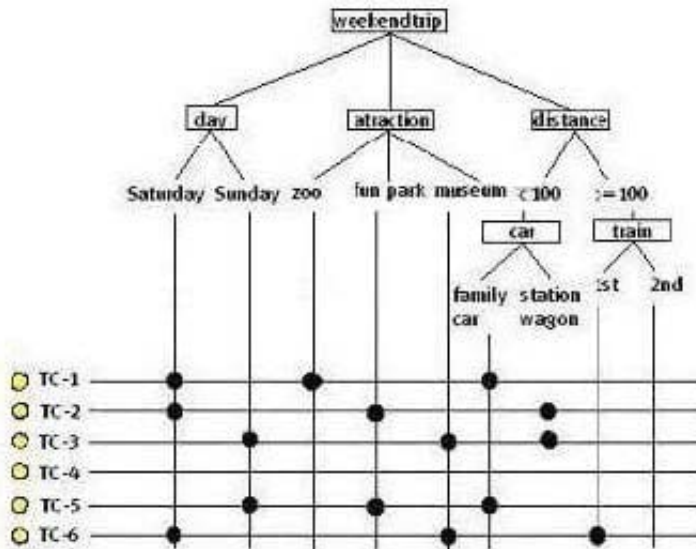 weekendtrip
day atraction distance
Saturday Sunday zoo fun park museum <100 >=100
car train
family car station wagon 1st 2nd
TC-1
TC-2
TC-3
TC-4
TC-5
TC-6